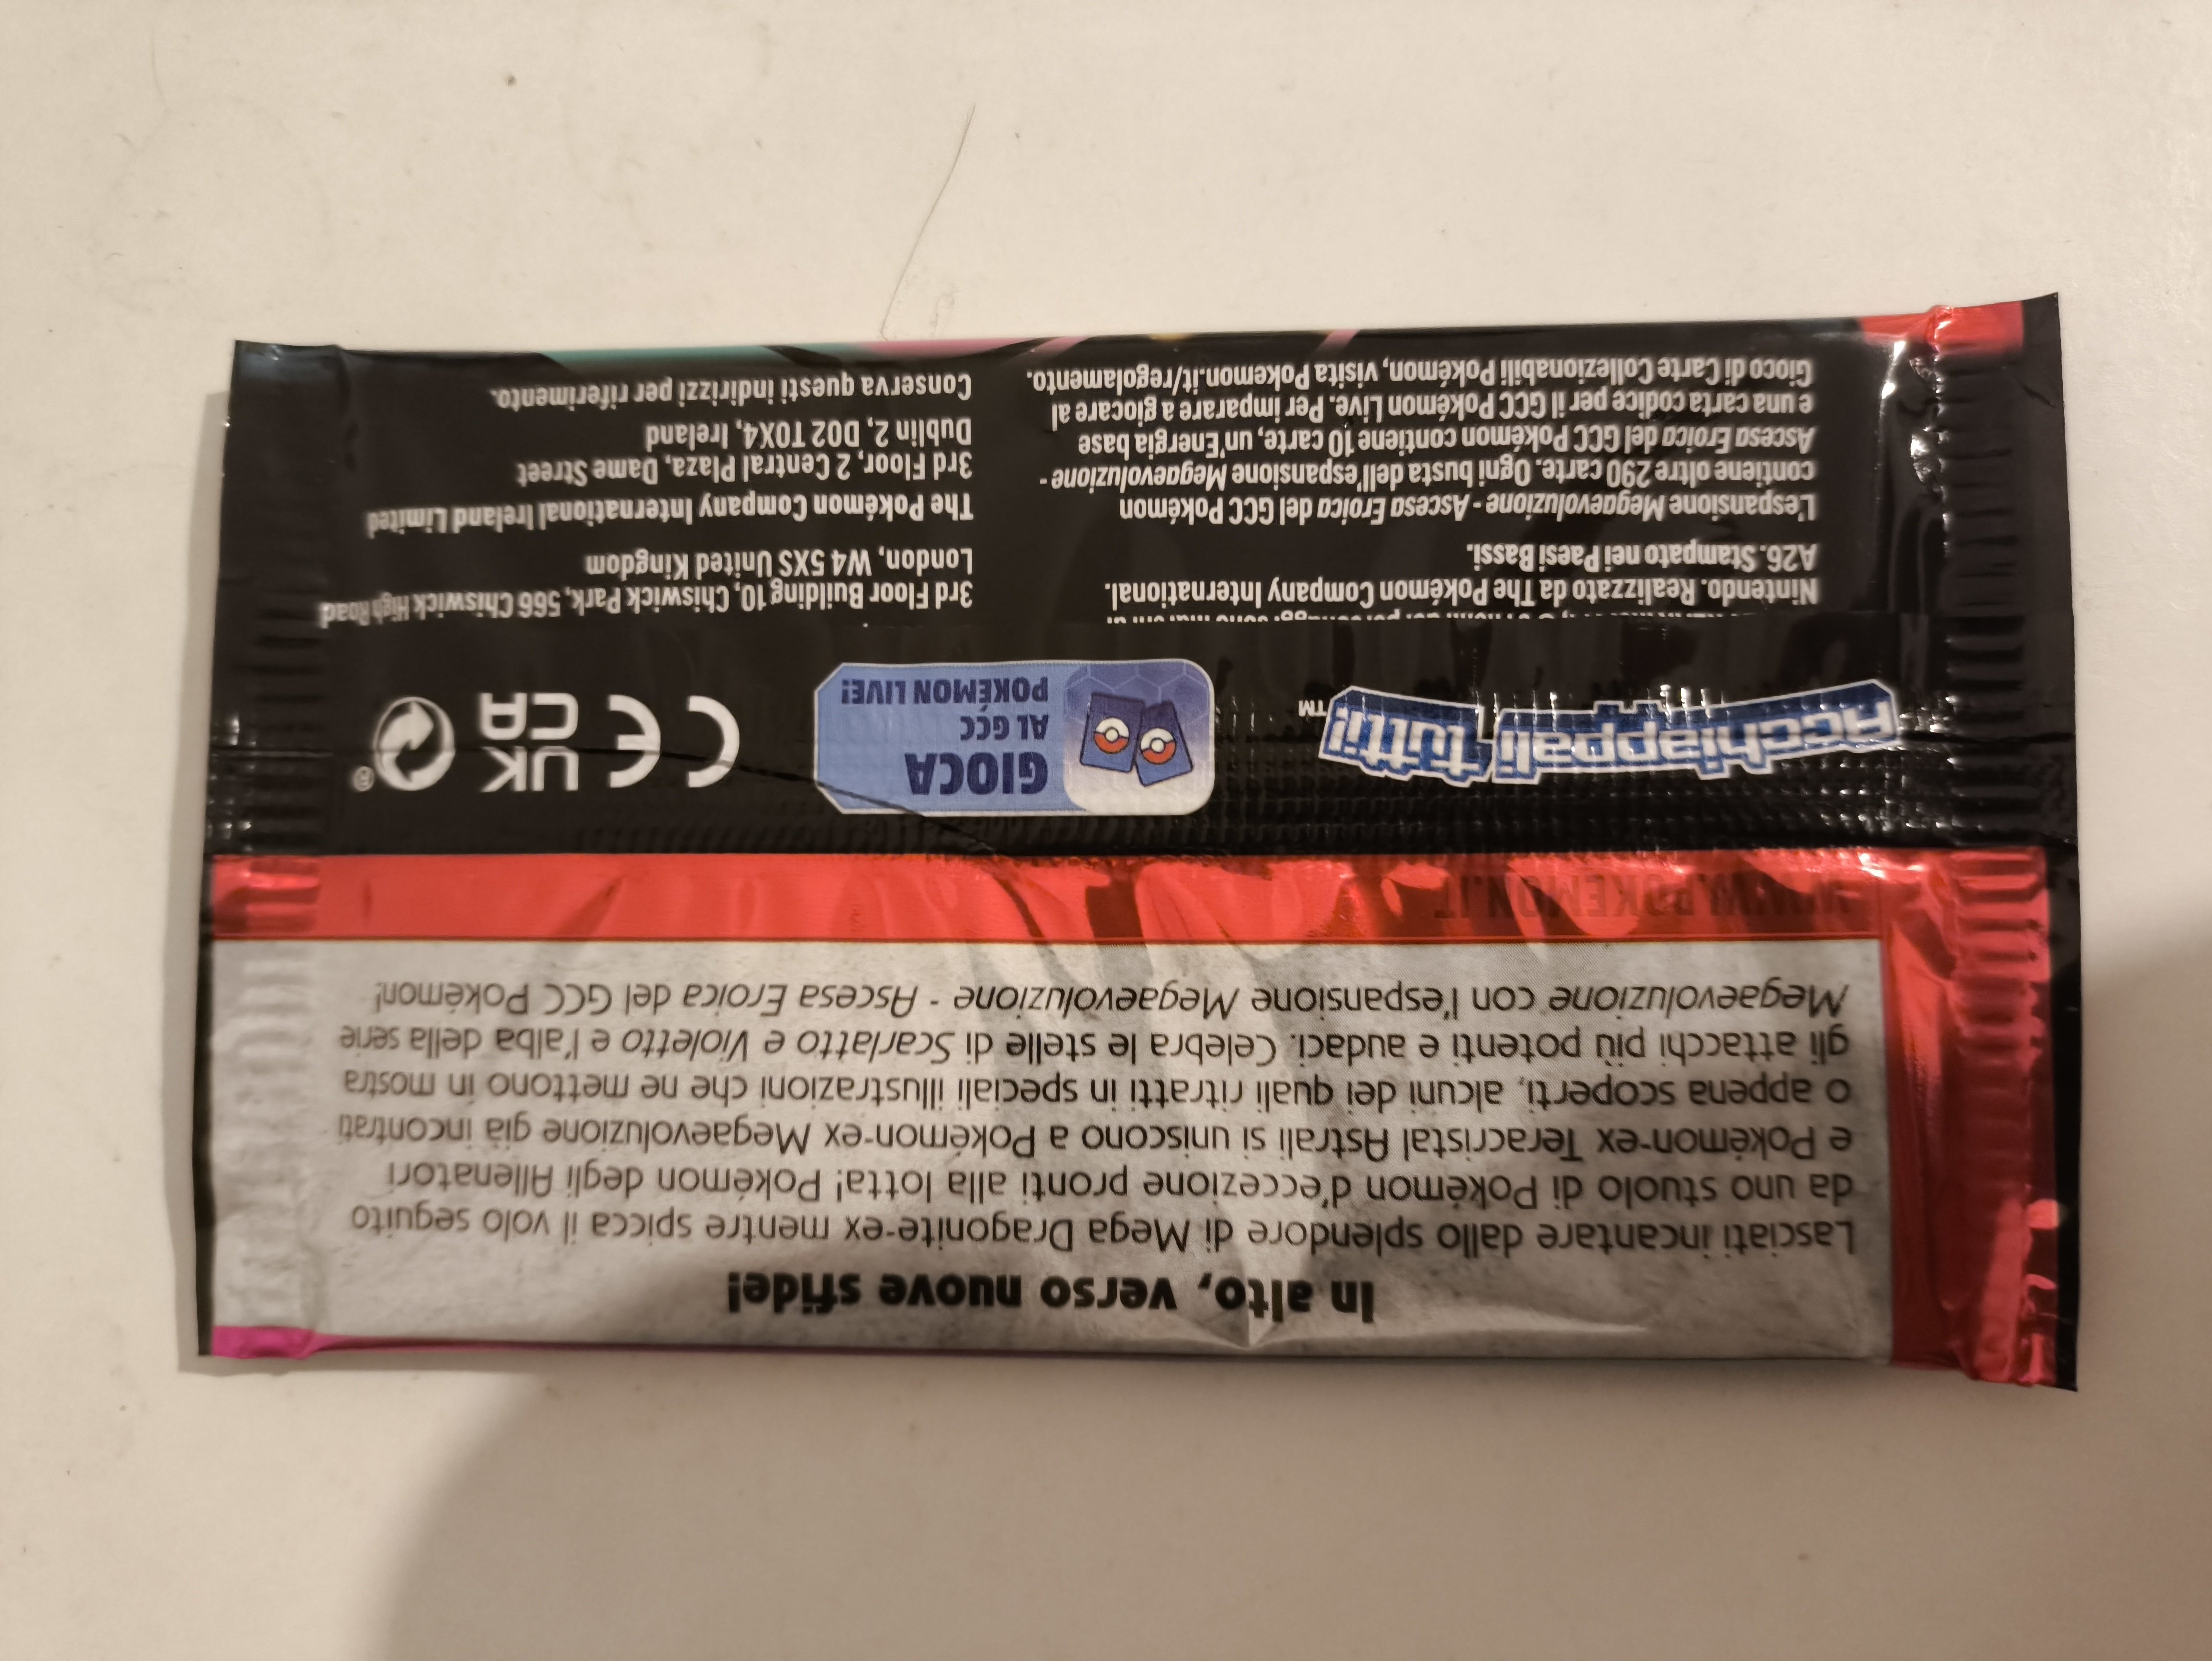 In alto, verso nuove sfide!
Lasciati incantare dallo splendore di Mega Dragonite-ex mentre spicca il volo seguito
da uno stuolo di Pokémon d'eccezione pronti alla lotta! Pokémon degli Allenatori
e Pokémon-ex Teracristal Astrali si uniscono a Pokémon-ex Megaevoluzione già incontrati
o appena scoperti, alcuni dei quali ritratti in speciali illustrazioni che ne mettono in mostra
gli attacchi più potenti e audaci. Celebra le stelle di Scarlatto e Violetto e l'alba della serie
Megaevoluzione con l'espansione Megaevoluzione - Ascesa Eroica del GCC Pokémon!
WWW.POKEMON.IT
Acchiappali tutti!™
GIOCA
AL GCC
POKÉMON LIVE!
CE
UK
CA
®
Nintendo. Realizzato da The Pokémon Company International.
A26. Stampato nei Paesi Bassi.
L'espansione Megaevoluzione - Ascesa Eroica del GCC Pokémon
contiene oltre 290 carte. Ogni busta dell'espansione Megaevoluzione -
Ascesa Eroica del GCC Pokémon contiene 10 carte, un'Energia base
e una carta codice per il GCC Pokémon Live. Per imparare a giocare al
Gioco di Carte Collezionabili Pokémon, visita Pokemon.it/regolamento.
3rd Floor Building 10, Chiswick Park, 566 Chiswick High Road
London, W4 5XS United Kingdom
The Pokémon Company International Ireland Limited
3rd Floor, 2 Central Plaza, Dame Street
Dublin 2, D02 T0X4, Ireland
Conserva questi indirizzi per riferimento.